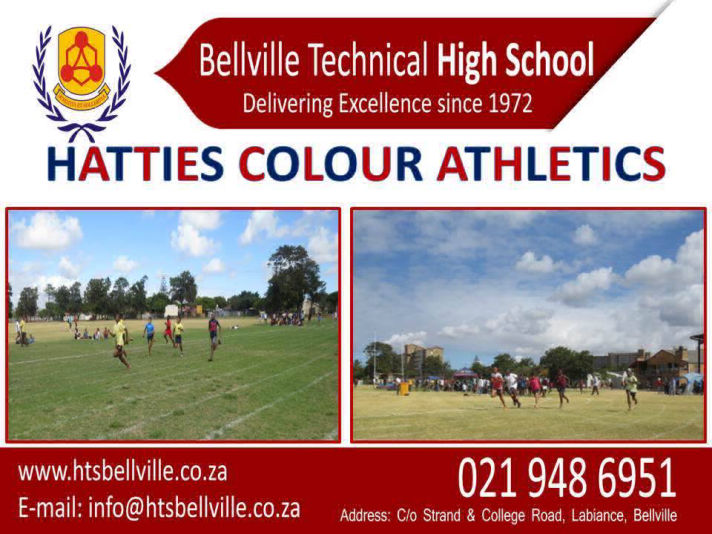 Bellville Technical High School
Delivering Excellence since 1972
HATTIES COLOUR ATHLETICS
www.htsbellville.co.za
E-mail: info@htsbellville.co.za
021 948 6951
Address: C/o Strand & College Road, Labiance, Bellville